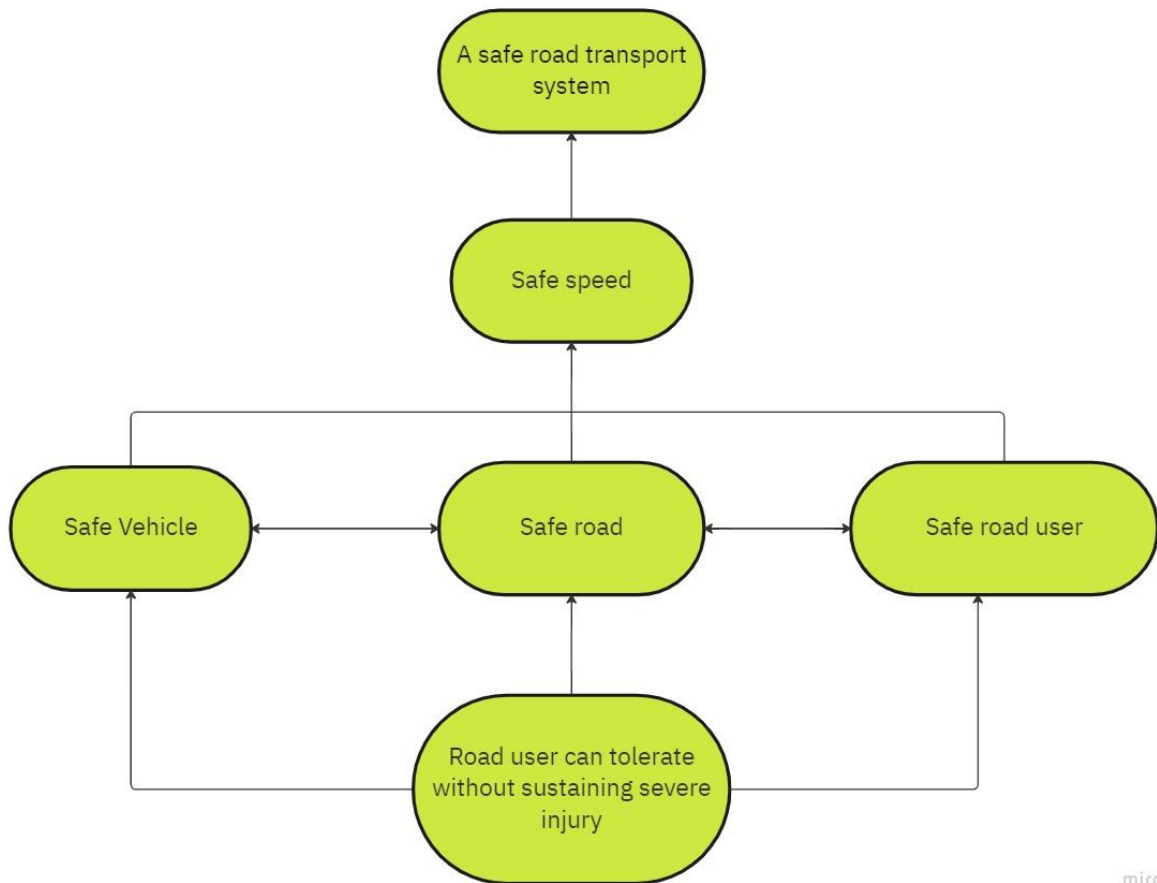 A safe road transport
system
Safe speed
Safe Vehicle
Safe road
Safe road user
Road user can tolerate
without sustaining severe
injury